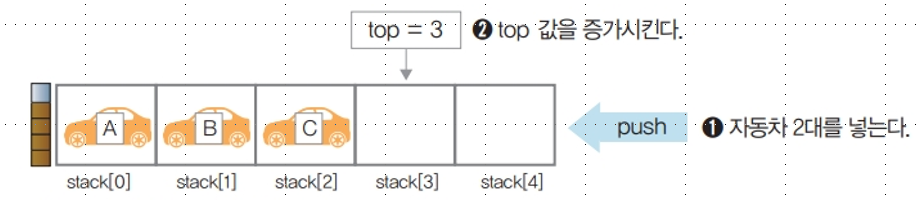 top = 3
❷ top 값을 증가시킨다.
A B C
push
❶ 자동차 2대를 넣는다.
stack[0] stack[1] stack[2] stack[3] stack[4]